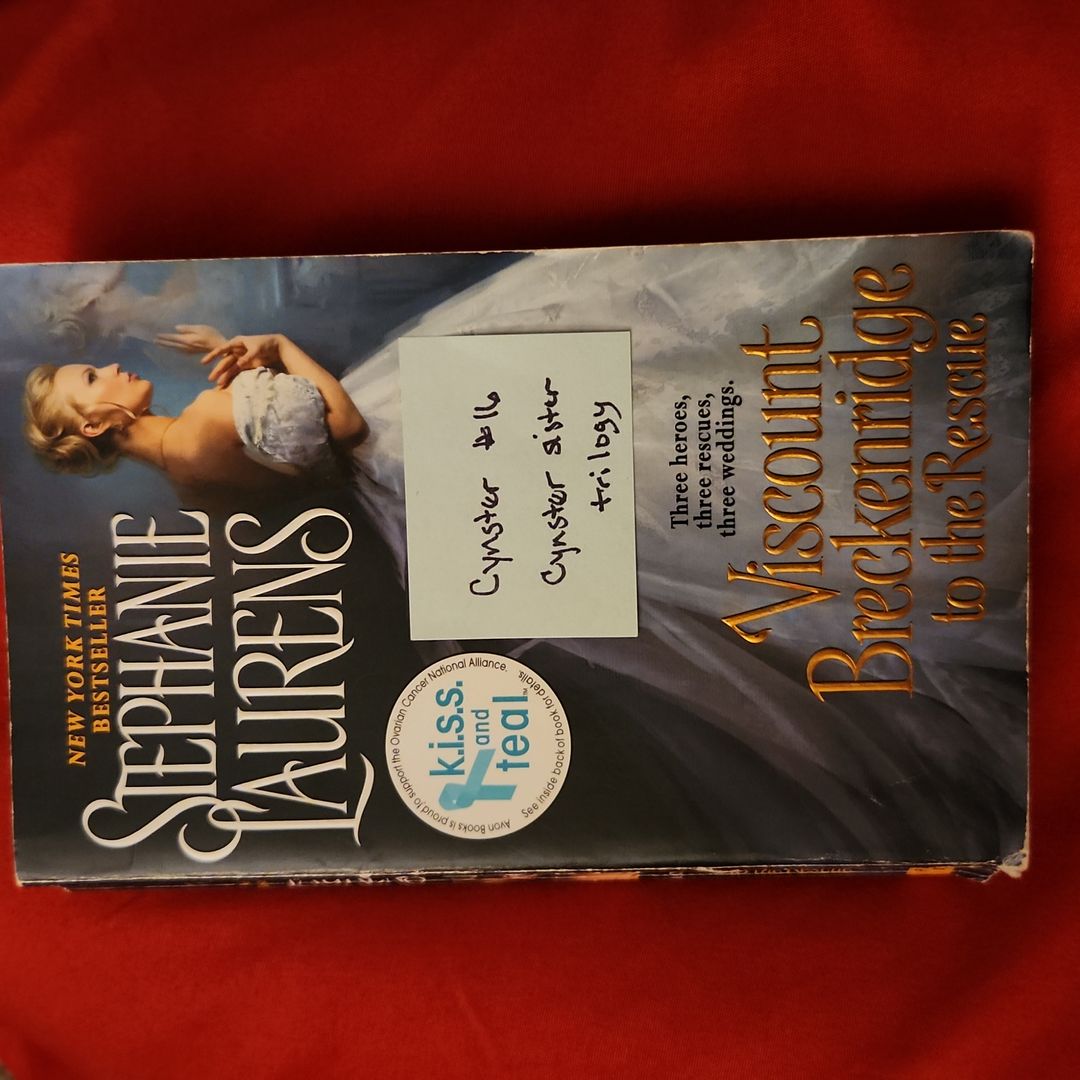 NEW YORK TIMES
BESTSELLER
STEPHANIE
LAURENS
Avon Books is proud to support the Ovarian Cancer National Alliance.
k.i.s.s.
and
teal™
See inside back of book for details
Cynster #16
Cynster sister
trilogy
Three heroes,
three rescues,
three weddings.
Viscount
Breckenridge
to the Rescue